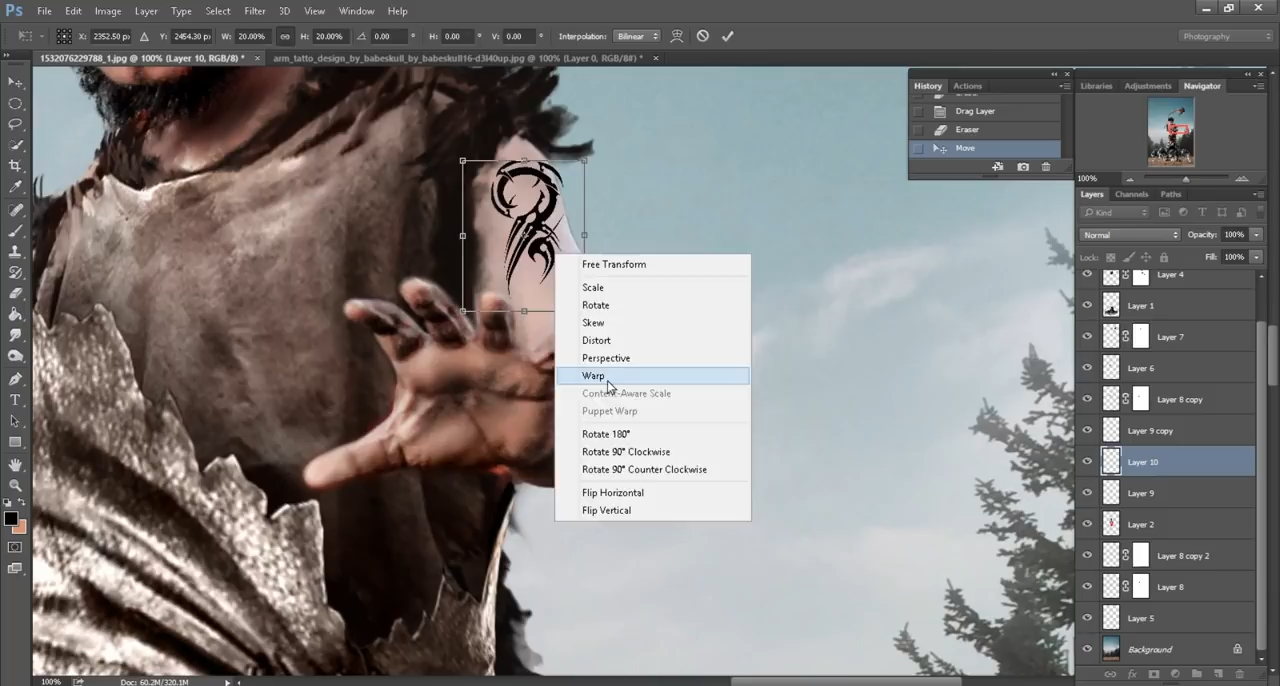 Ps File Edit Image Layer Type Select Filter 3D View Window Help
X: 2352.50 px Y: 2454.30 px W: 20.00% H: 20.00% 0.00 ° H: 0.00 ° V: 0.00 ° Interpolation: Bilinear Photography
1532076229788_1.jpg @ 100% (Layer 10, RGB/8) * × arm_tatto_design_by_babeskull_by_babeskull16-d3l40up.jpg @ 100% (Layer 0, RGB/8#) * ×
History Actions
Drag Layer
Eraser
Move
Libraries Adjustments Navigator
100%
Layers Channels Paths
Kind
Normal Opacity: 100%
Lock: Fill: 100%
Layer 4
Layer 1
Layer 7
Layer 6
Layer 8 copy
Layer 9 copy
Layer 10
Layer 9
Layer 2
Layer 8 copy 2
Layer 8
Layer 5
Background
Free Transform
Scale
Rotate
Skew
Distort
Perspective
Warp
Content-Aware Scale
Puppet Warp
Rotate 180°
Rotate 90° Clockwise
Rotate 90° Counter Clockwise
Flip Horizontal
Flip Vertical
100% Doc: 60.2M/320.1M